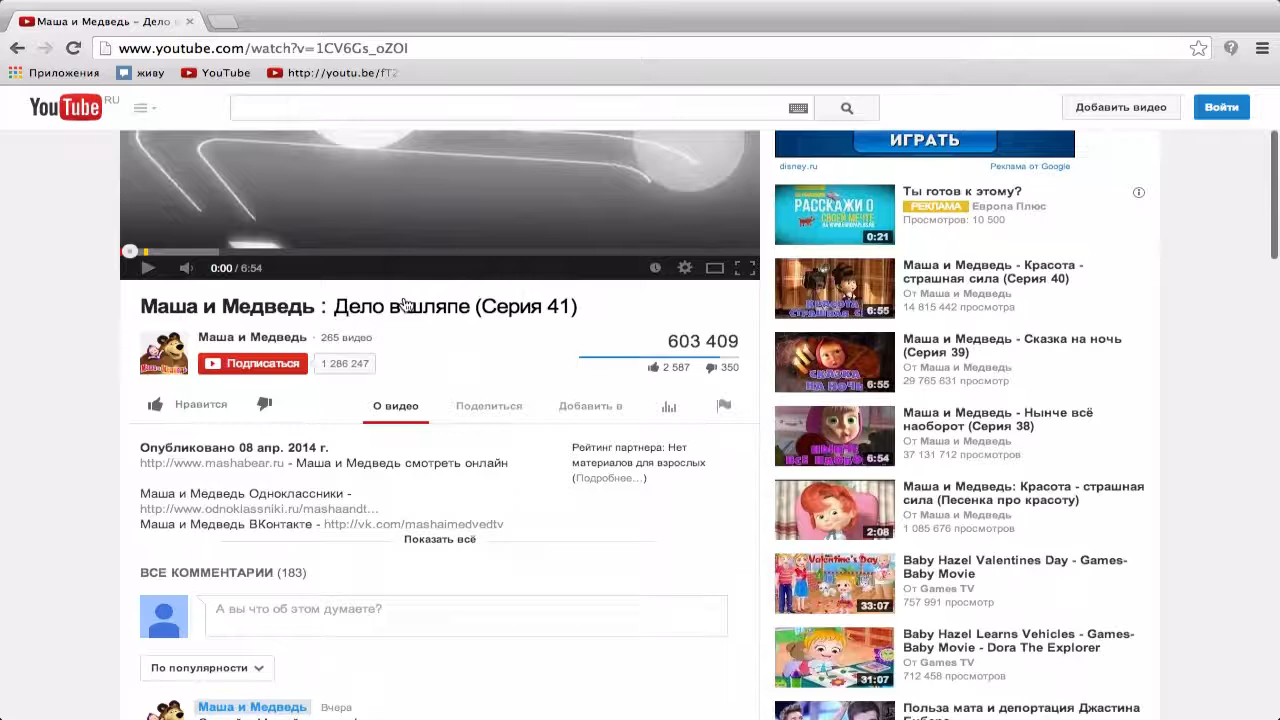 Маша и Медведь – Дело в
www.youtube.com/watch?v=1CV6Gs_oZOI
Приложения
живу
YouTube
http://youtu.be/fT2
YouTube RU
Добавить видео
Войти
0:00 / 6:54
Маша и Медведь : Дело в шляпе (Серия 41)
Маша и Медведь · 265 видео
Подписаться
1 286 247
603 409
2 587
350
Нравится
О видео
Поделиться
Добавить в
Опубликовано 08 апр. 2014 г.
http://www.mashabear.ru - Маша и Медведь смотреть онлайн
Маша и Медведь Одноклассники -
http://www.odnoklassniki.ru/mashaandt...
Маша и Медведь ВКонтакте - http://vk.com/mashaimedvedtv
Рейтинг партнера: Нет
материалов для взрослых
(Подробнее...)
Показать всё
ВСЕ КОММЕНТАРИИ (183)
А вы что об этом думаете?
По популярности
Маша и Медведь Вчера
ИГРАТЬ
disney.ru
Реклама от Google
РАССКАЖИ О
СВОЕЙ МЕЧТЕ
0:21
Ты готов к этому?
РЕКЛАМА Европа Плюс
Просмотров: 10 500
6:55
Маша и Медведь - Красота -
страшная сила (Серия 40)
От Маша и Медведь
14 815 442 просмотра
СКАЗКА
НА НОЧЬ
6:55
Маша и Медведь - Сказка на ночь
(Серия 39)
От Маша и Медведь
29 765 631 просмотр
6:54
Маша и Медведь - Нынче всё
наоборот (Серия 38)
От Маша и Медведь
37 131 712 просмотров
2:08
Маша и Медведь: Красота - страшная
сила (Песенка про красоту)
От Маша и Медведь
1 085 676 просмотров
Valentine's Day
33:07
Baby Hazel Valentines Day - Games-
Baby Movie
От Games TV
757 991 просмотр
31:07
Baby Hazel Learns Vehicles - Games-
Baby Movie - Dora The Explorer
От Games TV
712 458 просмотров
Польза мата и депортация Джастина